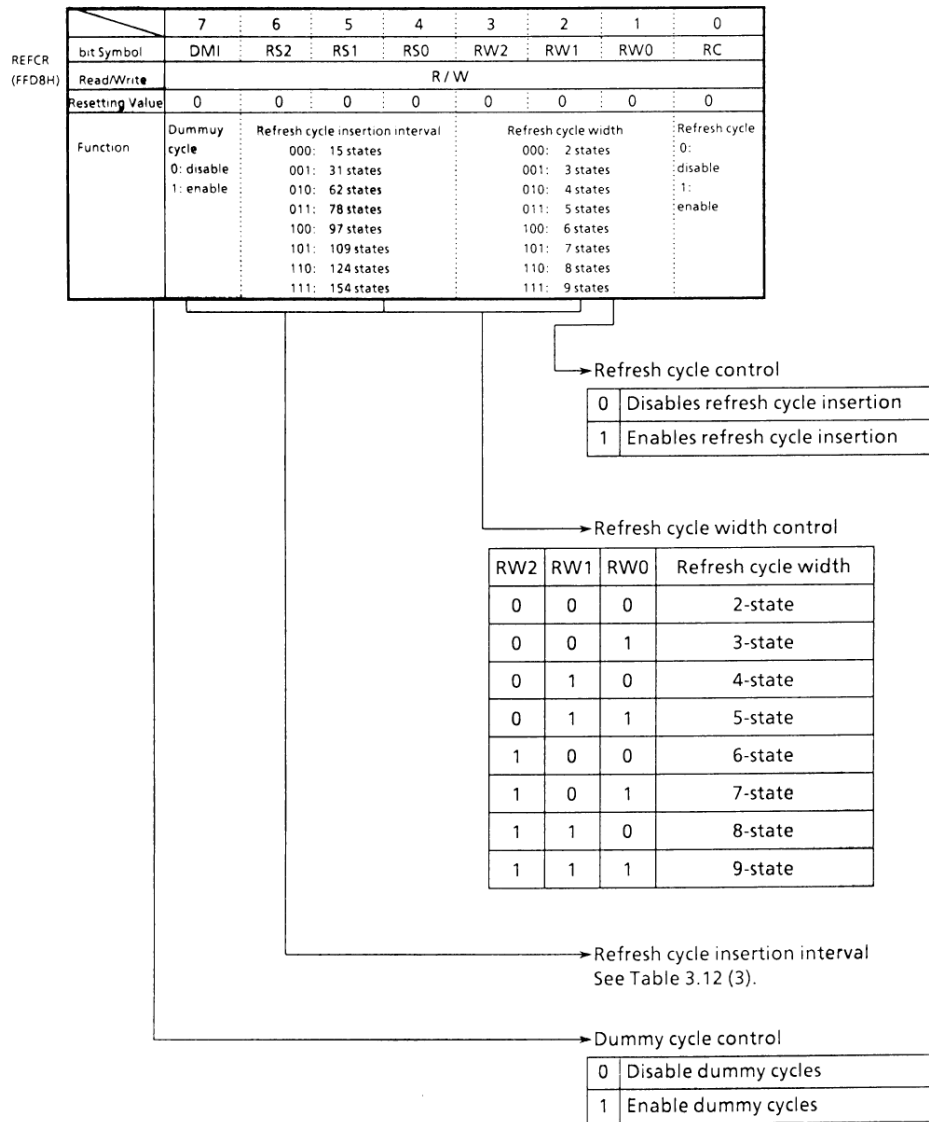 7 6 5 4 3 2 1 0
bit Symbol DMI RS2 RS1 RS0 RW2 RW1 RW0 RC
REFCR
(FFD8H)
Read/Write R / W
Resetting Value 0 0 0 0 0 0 0 0
Function
Dummuy
cycle
0: disable
1: enable
Refresh cycle insertion interval
000: 15 states
001: 31 states
010: 62 states
011: 78 states
100: 97 states
101: 109 states
110: 124 states
111: 154 states
Refresh cycle width
000: 2 states
001: 3 states
010: 4 states
011: 5 states
100: 6 states
101: 7 states
110: 8 states
111: 9 states
Refresh cycle
0:
disable
1:
enable
Refresh cycle control
0 Disables refresh cycle insertion
1 Enables refresh cycle insertion
Refresh cycle width control
RW2 RW1 RW0 Refresh cycle width
0 0 0 2-state
0 0 1 3-state
0 1 0 4-state
0 1 1 5-state
1 0 0 6-state
1 0 1 7-state
1 1 0 8-state
1 1 1 9-state
Refresh cycle insertion interval
See Table 3.12 (3).
Dummy cycle control
0 Disable dummy cycles
1 Enable dummy cycles